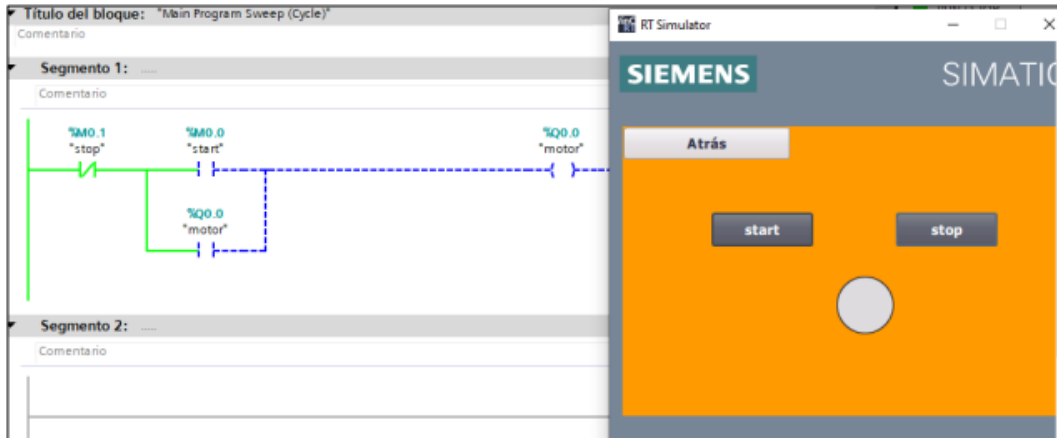 Título del bloque: "Main Program Sweep (Cycle)"
Comentario
Segmento 1: .....
Comentario
%M0.1
"stop"
%M0.0
"start"
%Q0.0
"motor"
%Q0.0
"motor"
Segmento 2: .....
Comentario
RT Simulator
SIEMENS
SIMATIC
Atrás
start
stop